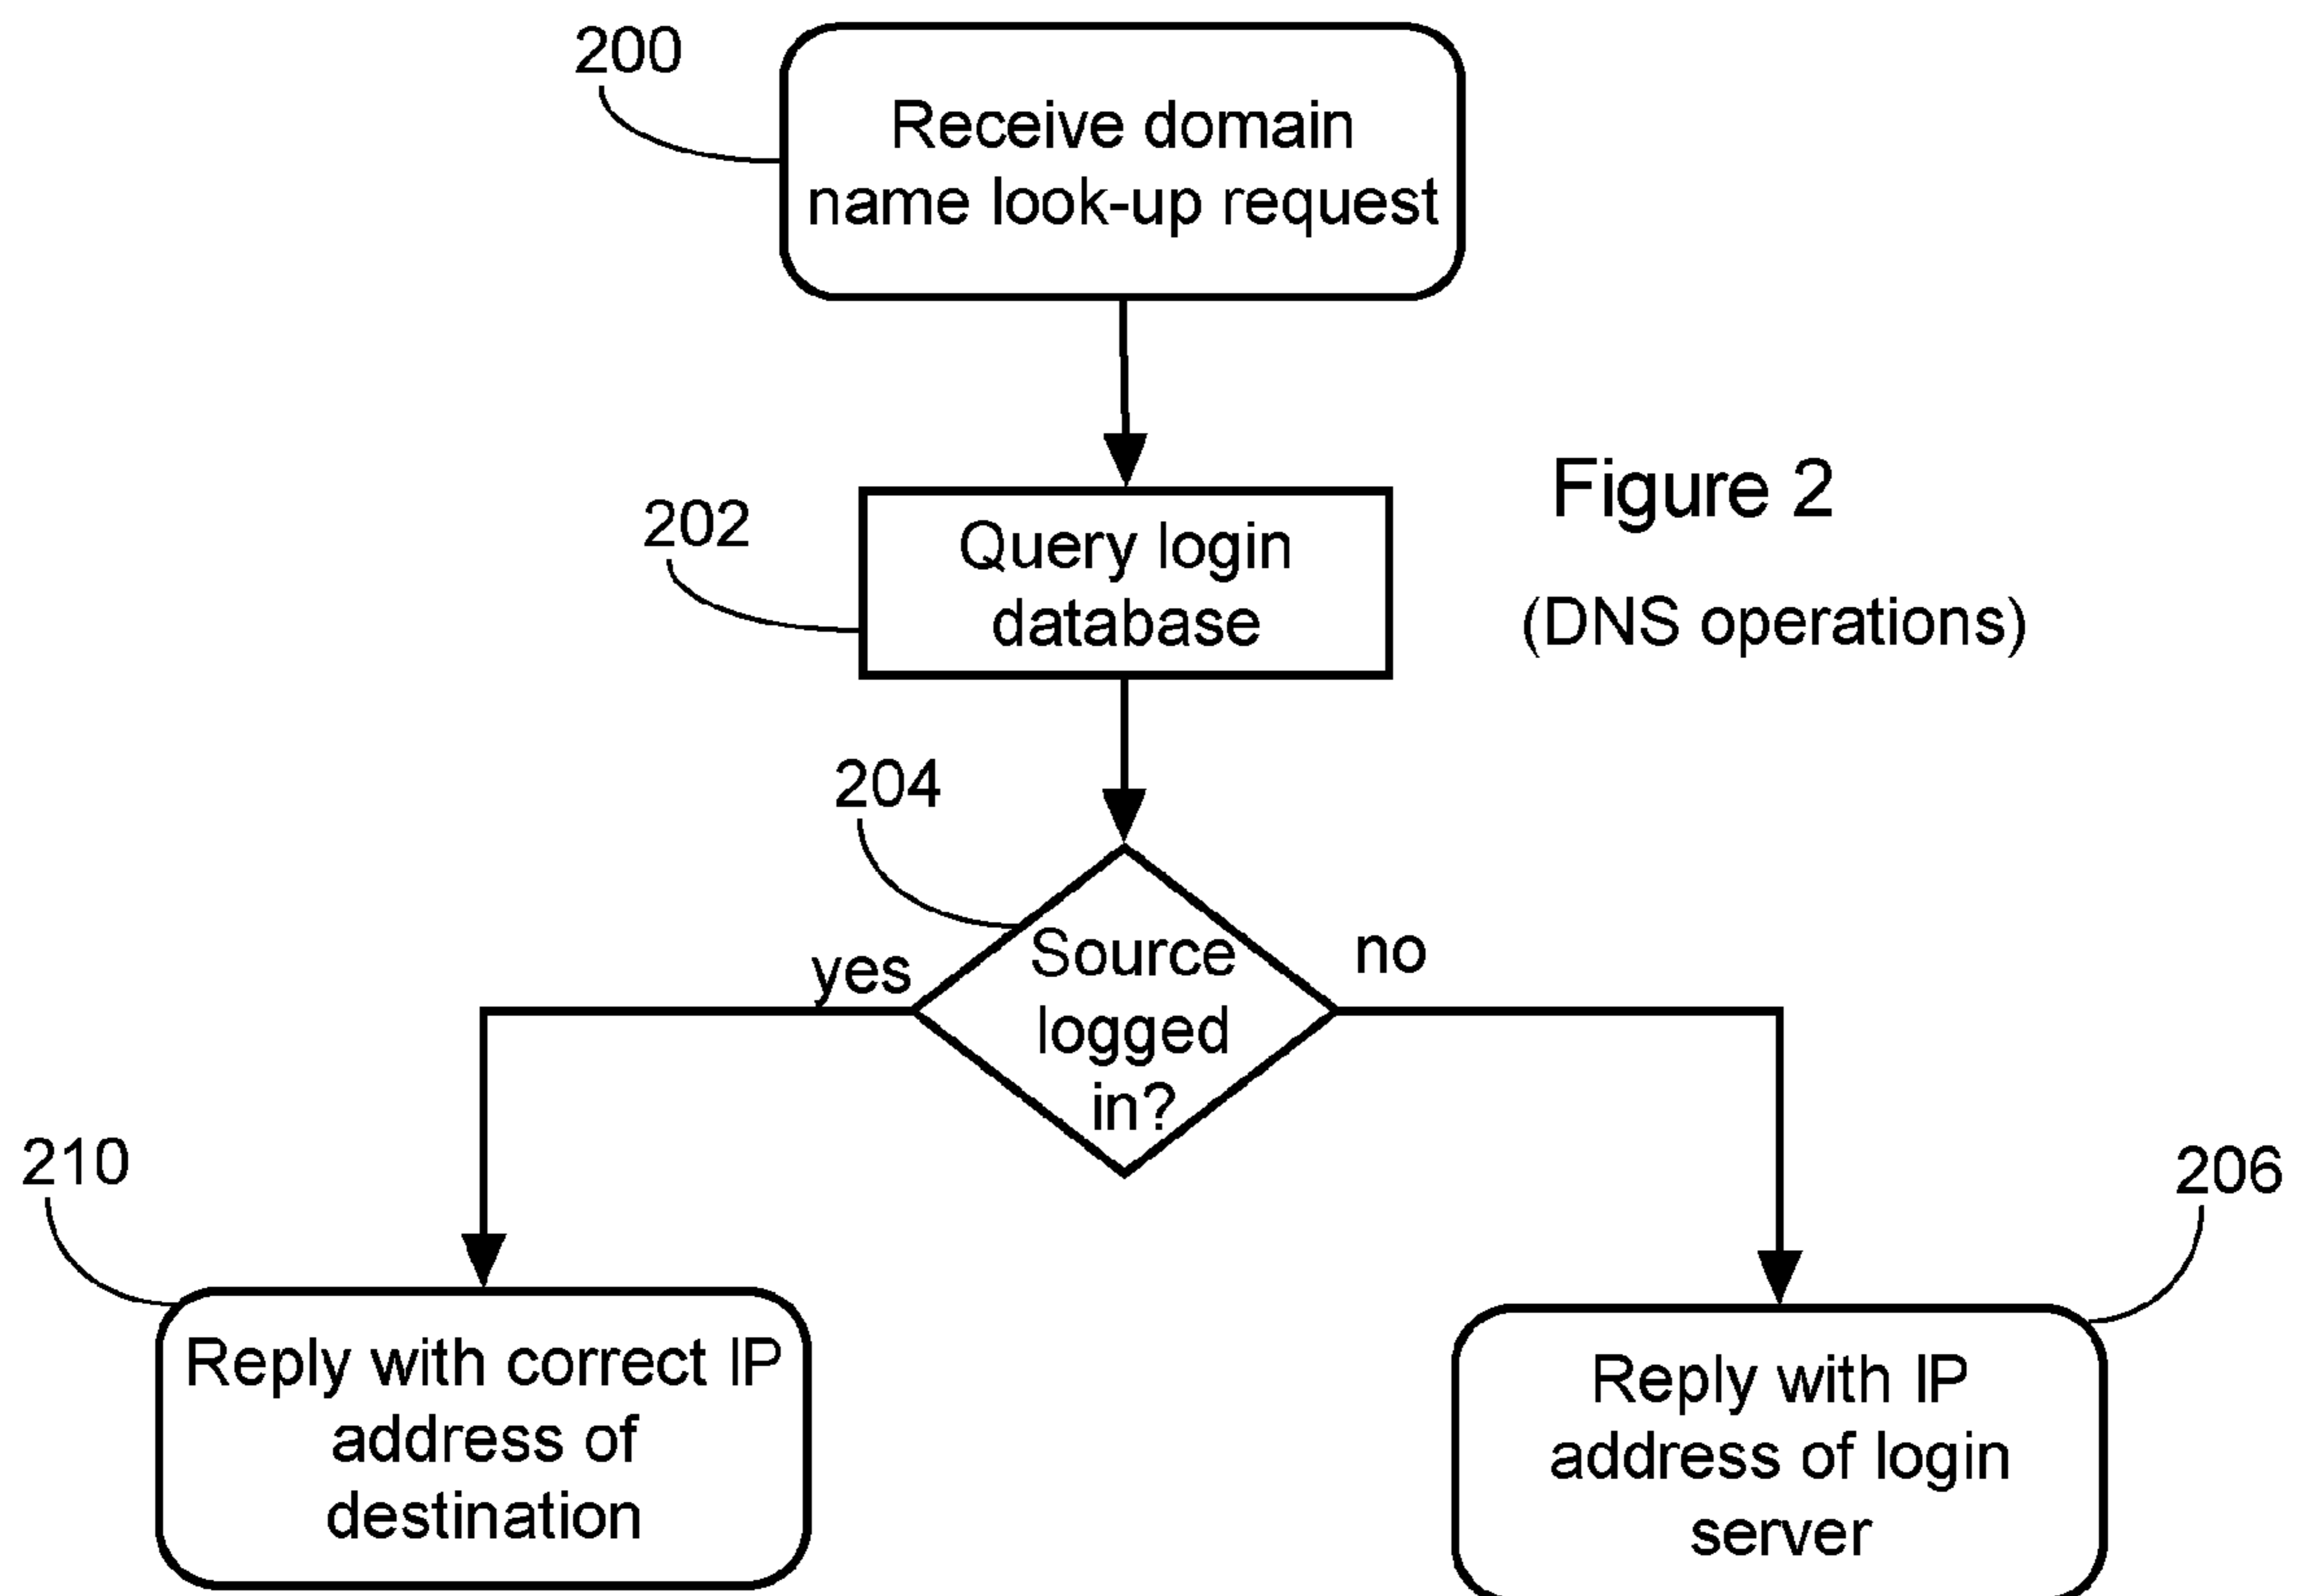 200
Receive domain
name look-up request
202
Query login
database
Figure 2
(DNS operations)
204
Source
logged
in?
yes
no
210
206
Reply with correct IP
address of
destination
Reply with IP
address of login
server